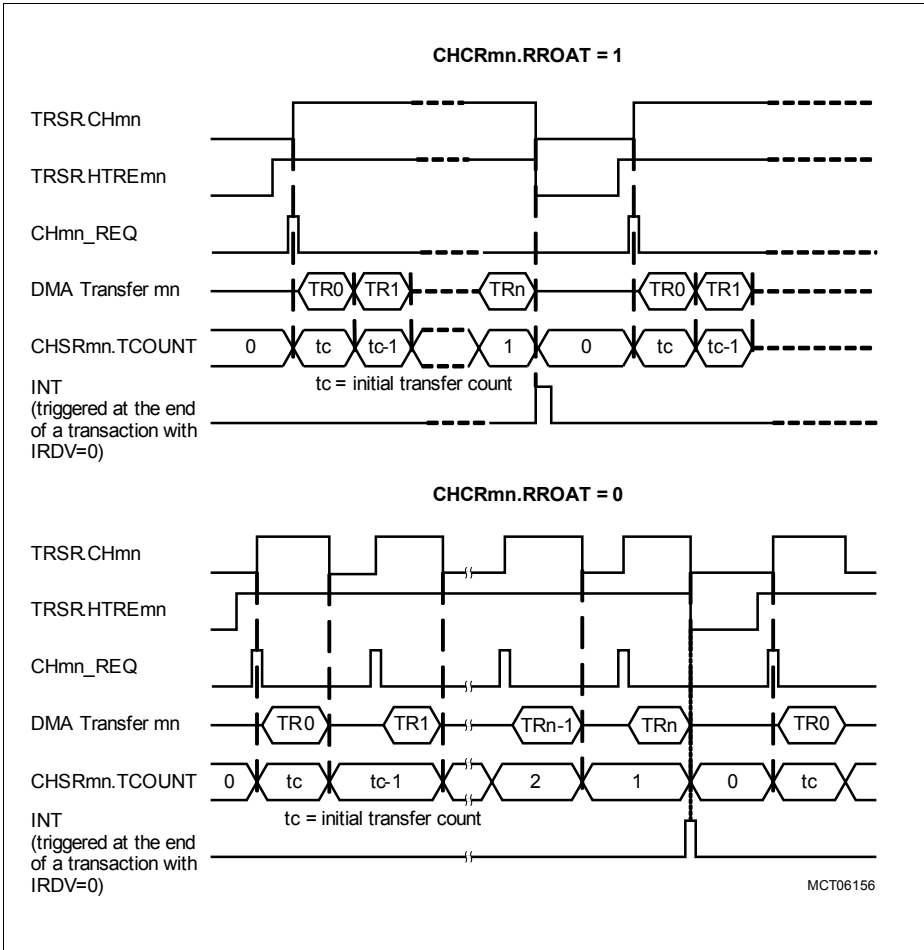 CHCRmn.RROAT = 1
TRSR.CHmn
TRSR.HTREmn
CHmn_REQ
DMA Transfer mn TR0 TR1 TRn TR0 TR1
CHSRmn.TCOUNT 0 tc tc-1 1 0 tc tc-1
tc = initial transfer count
INT
(triggered at the end
of a transaction with
IRDV=0)
CHCRmn.RROAT = 0
TRSR.CHmn
TRSR.HTREmn
CHmn_REQ
DMA Transfer mn TR0 TR1 TRn-1 TRn TR0
CHSRmn.TCOUNT 0 tc tc-1 2 1 0 tc
tc = initial transfer count
INT
(triggered at the end
of a transaction with
IRDV=0)
MCT06156